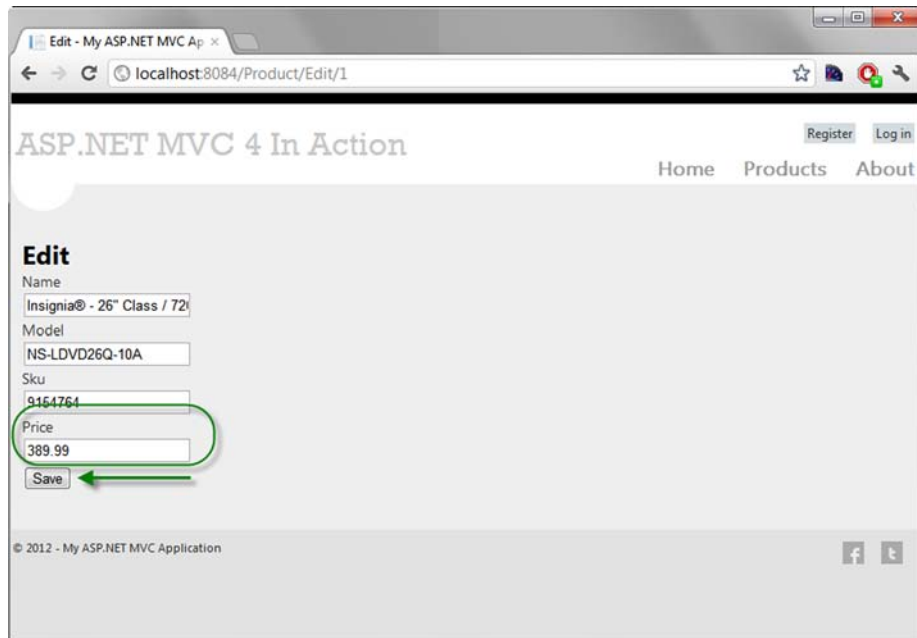 Edit - My ASP.NET MVC Ap
localhost:8084/Product/Edit/1
ASP.NET MVC 4 In Action
Register Log in
Home Products About
Edit
Name
Insignia® - 26" Class / 720
Model
NS-LDVD26Q-10A
Sku
9154764
Price
389.99
Save
© 2012 - My ASP.NET MVC Application